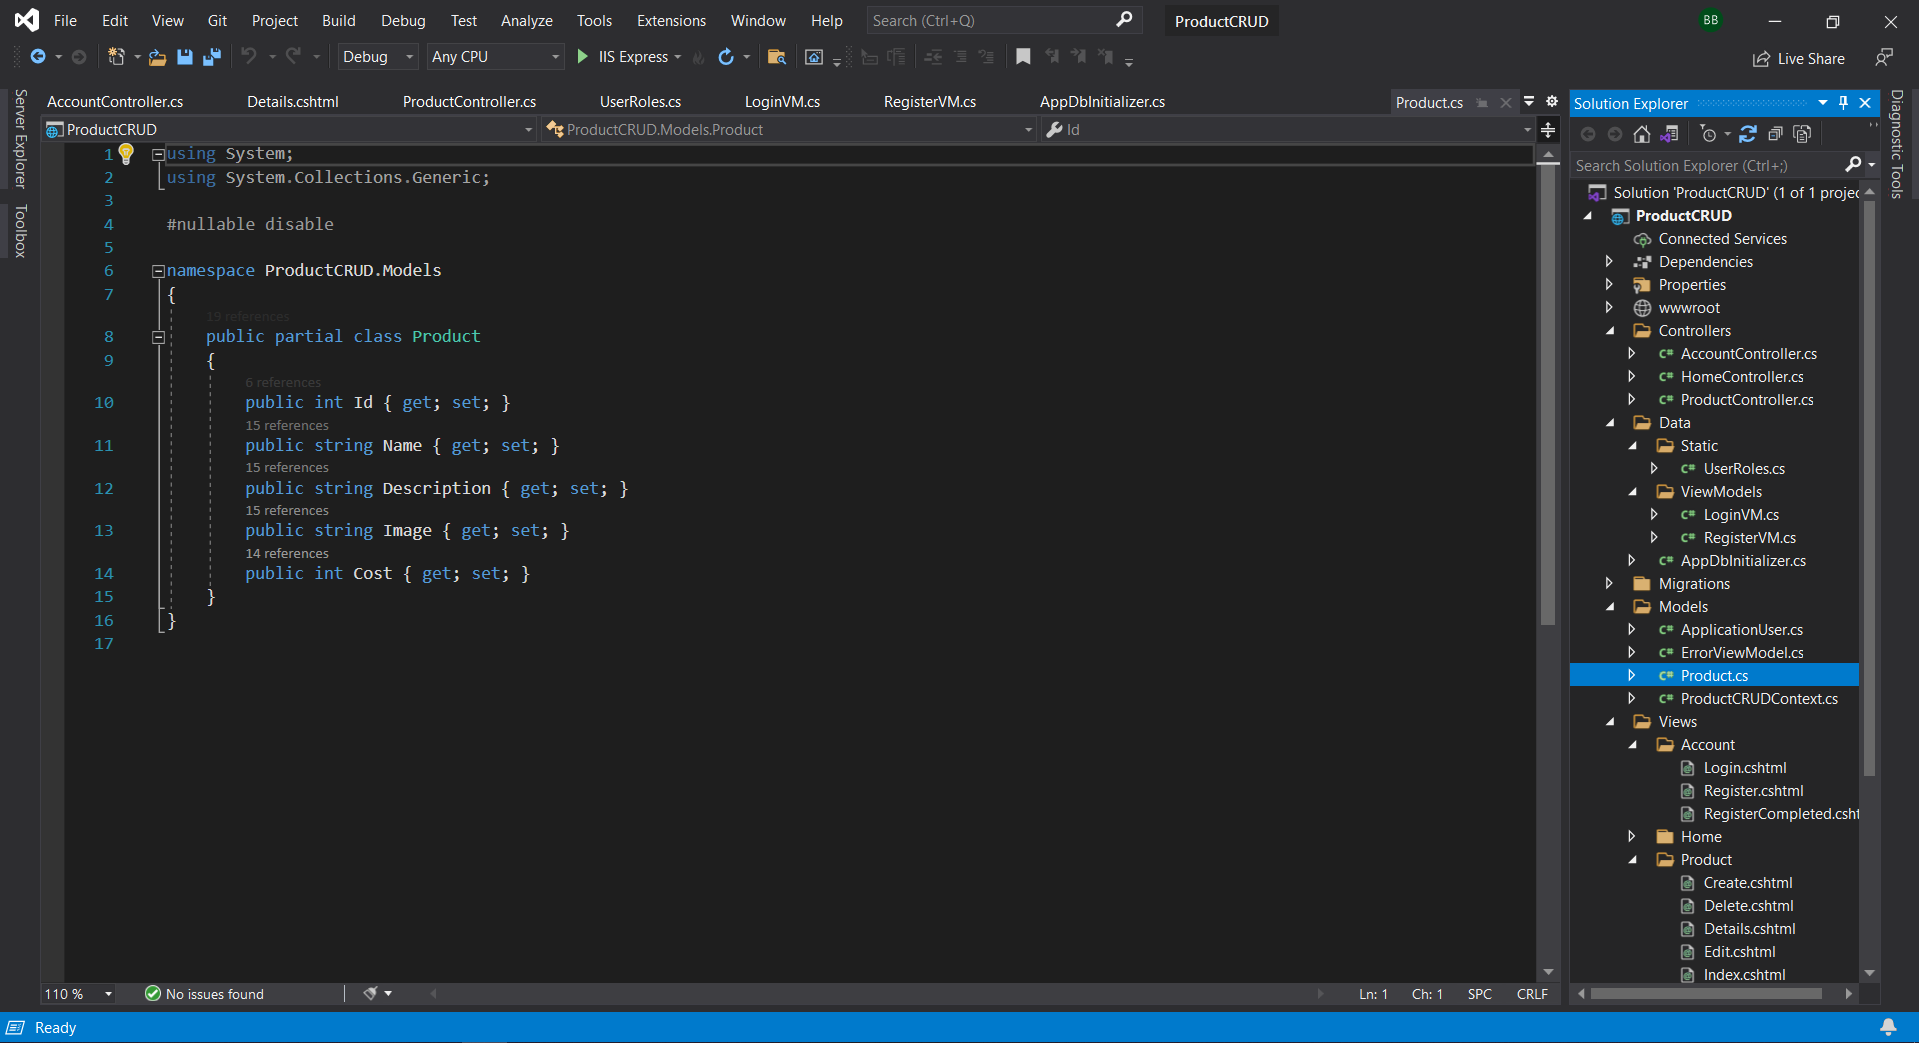 File Edit View Git Project Build Debug Test Analyze Tools Extensions Window Help Search (Ctrl+Q) ProductCRUD BB
Debug Any CPU IIS Express Live Share
Server Explorer
Toolbox
AccountController.cs Details.cshtml ProductController.cs UserRoles.cs LoginVM.cs RegisterVM.cs AppDbInitializer.cs Product.cs
ProductCRUD ProductCRUD.Models.Product Id
1 using System;
2 using System.Collections.Generic;
3
4 #nullable disable
5
6 namespace ProductCRUD.Models
7 {
19 references
8 public partial class Product
9 {
6 references
10 public int Id { get; set; }
15 references
11 public string Name { get; set; }
15 references
12 public string Description { get; set; }
15 references
13 public string Image { get; set; }
14 references
14 public int Cost { get; set; }
15 }
16 }
17
110 % No issues found Ln: 1 Ch: 1 SPC CRLF
Solution Explorer
Search Solution Explorer (Ctrl+;)
Solution 'ProductCRUD' (1 of 1 projec
ProductCRUD
Connected Services
Dependencies
Properties
wwwroot
Controllers
C# AccountController.cs
C# HomeController.cs
C# ProductController.cs
Data
Static
C# UserRoles.cs
ViewModels
C# LoginVM.cs
C# RegisterVM.cs
C# AppDbInitializer.cs
Migrations
Models
C# ApplicationUser.cs
C# ErrorViewModel.cs
C# Product.cs
C# ProductCRUDContext.cs
Views
Account
Login.cshtml
Register.cshtml
RegisterCompleted.csht
Home
Product
Create.cshtml
Delete.cshtml
Details.cshtml
Edit.cshtml
Index.cshtml
Diagnostic Tools
Ready